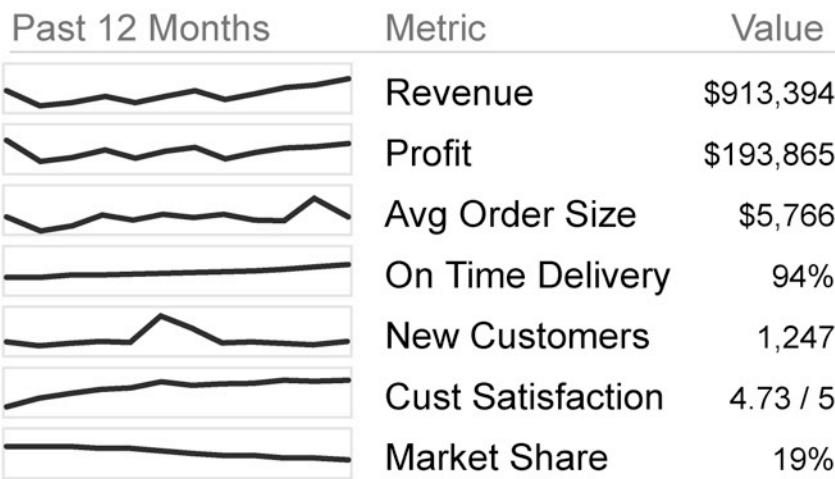 Past 12 Months Metric Value
Revenue $913,394
Profit $193,865
Avg Order Size $5,766
On Time Delivery 94%
New Customers 1,247
Cust Satisfaction 4.73 / 5
Market Share 19%